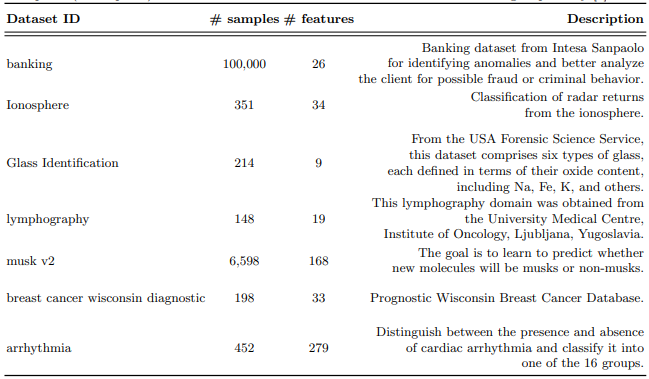 Dataset ID # samples # features Description
Banking dataset from Intesa Sanpaolo
banking 100,000 26 for identifying anomalies and better analyze
the client for possible fraud or criminal behavior.
Ionosphere 351 34 Classification of radar returns
from the ionosphere.
From the USA Forensic Science Service,
this dataset comprises six types of glass,
Glass Identification 214 9 each defined in terms of their oxide content,
including Na, Fe, K, and others.
This lymphography domain was obtained from
lymphography 148 19 the University Medical Centre,
Institute of Oncology, Ljubljana, Yugoslavia.
musk v2 6,598 168 The goal is to learn to predict whether
new molecules will be musks or non-musks.
breast cancer wisconsin diagnostic 198 33 Prognostic Wisconsin Breast Cancer Database.
Distinguish between the presence and absence
arrhythmia 452 279 of cardiac arrhythmia and classify it into
one of the 16 groups.